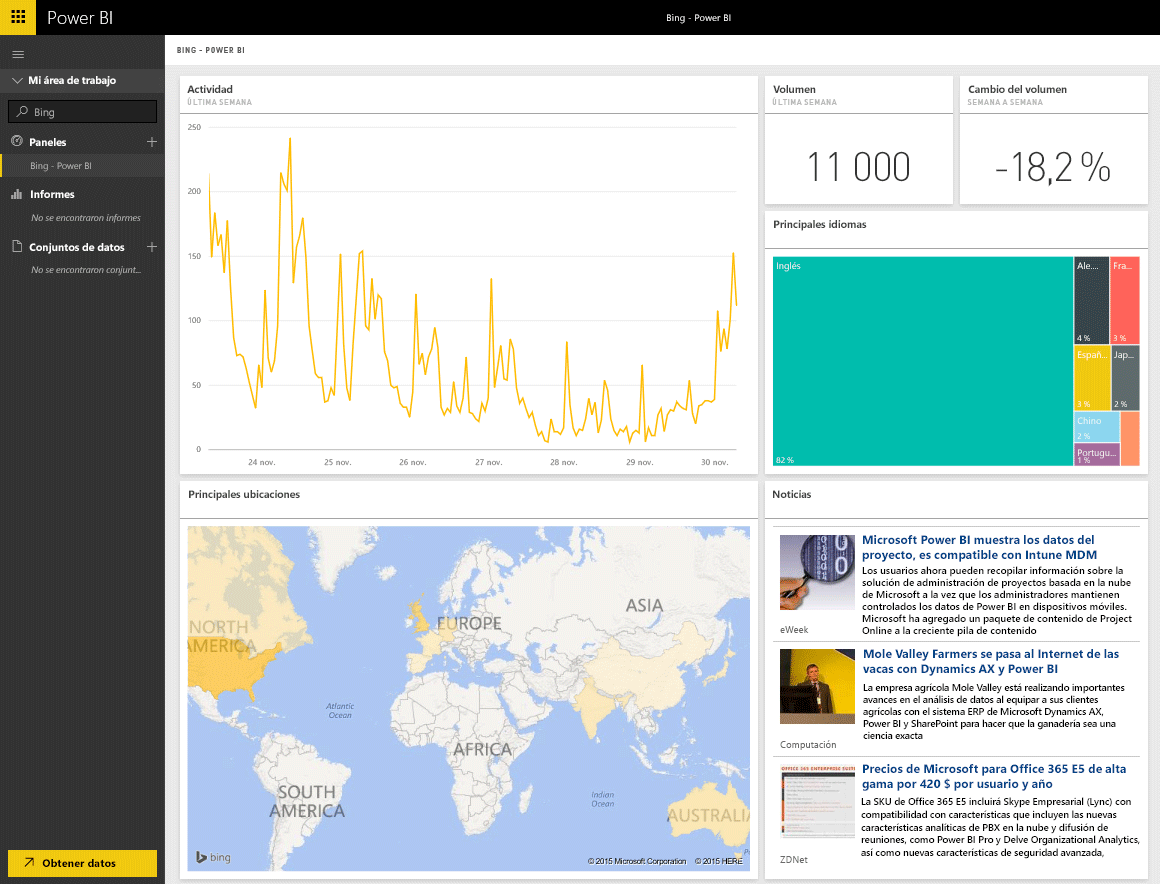 Power BI
Bing - Power BI
BING - POWER BI
Mi área de trabajo
Bing
Paneles
Bing - Power BI
Informes
No se encontraron informes
Conjuntos de datos
No se encontraron conjunt...
Obtener datos
Actividad
ÚLTIMA SEMANA
250
200
150
100
50
0
24 nov.
25 nov.
26 nov.
27 nov.
28 nov.
29 nov.
30 nov.
Volumen
ÚLTIMA SEMANA
11 000
Cambio del volumen
SEMANA A SEMANA
-18,2 %
Principales idiomas
Inglés
82 %
Ale...
4 %
Fra...
3 %
Españ...
3 %
Jap...
2 %
Chino
2 %
Portugu...
1 %
Principales ubicaciones
NORTH
AMERICA
EUROPE
ASIA
Atlantic
Ocean
AFRICA
SOUTH
AMERICA
Indian
Ocean
AUSTRALIA
bing
© 2015 Microsoft Corporation © 2015 HERE
Noticias
Microsoft Power BI muestra los datos del
proyecto, es compatible con Intune MDM
Los usuarios ahora pueden recopilar información sobre la
solución de administración de proyectos basada en la nube
de Microsoft a la vez que los administradores mantienen
controlados los datos de Power BI en dispositivos móviles.
Microsoft ha agregado un paquete de contenido de Project
Online a la creciente pila de contenido
eWeek
Mole Valley Farmers se pasa al Internet de las
vacas con Dynamics AX y Power BI
La empresa agrícola Mole Valley está realizando importantes
avances en el análisis de datos al equipar a sus clientes
agrícolas con el sistema ERP de Microsoft Dynamics AX,
Power BI y SharePoint para hacer que la ganadería sea una
ciencia exacta
Computación
OFFICE 365 ENTERPRISE SUITE
Precios de Microsoft para Office 365 E5 de alta
gama por 420 $ por usuario y año
La SKU de Office 365 E5 incluirá Skype Empresarial (Lync) con
compatibilidad con características que incluyen las nuevas
características analíticas de PBX en la nube y difusión de
reuniones, como Power BI Pro y Delve Organizational Analytics,
así como nuevas características de seguridad avanzada,
ZDNet